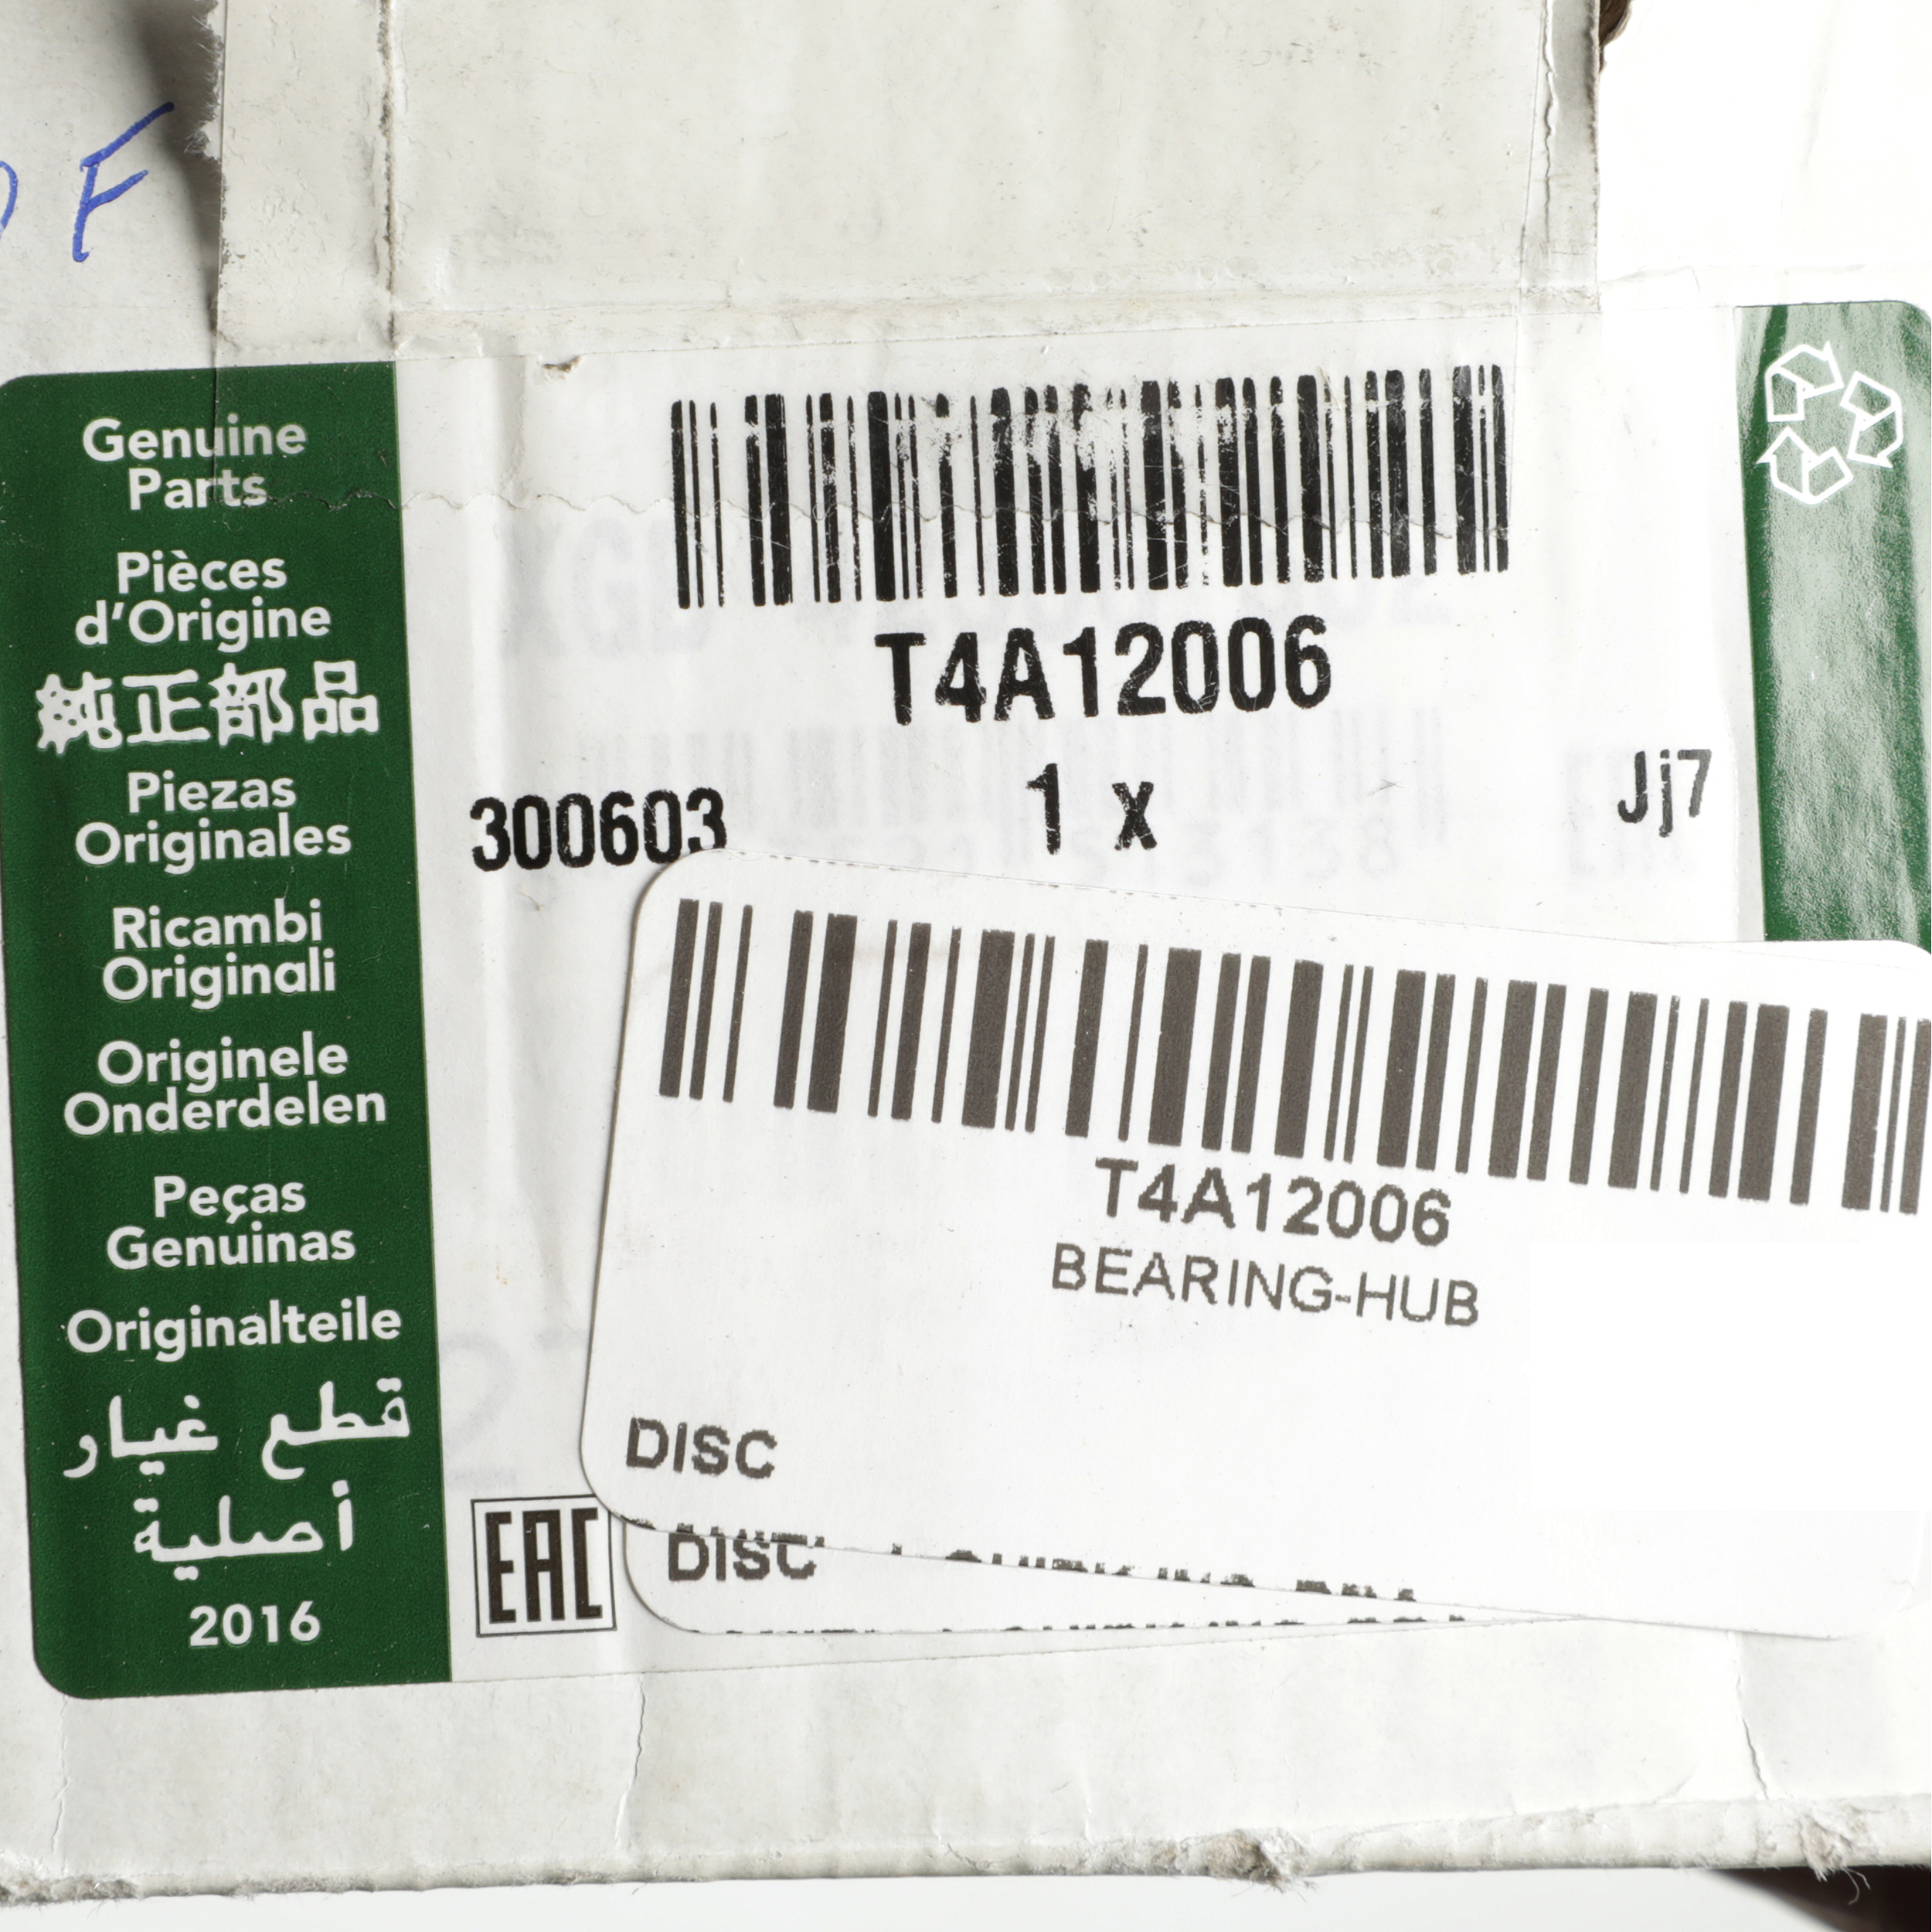 F
Genuine
Parts
Pièces
d'Origine
純正部品
Piezas
Originales
Ricambi
Originali
Originele
Onderdelen
Peças
Genuinas
Originalteile
قطع غيار
أصلية
2016
T4A12006
300603 1 x Jj7
T4A12006
BEARING-HUB
DISC
EAC
DISC